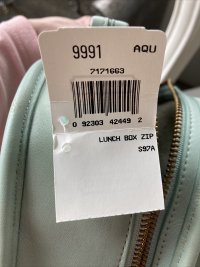 9991 AQU
7171663
0 92303 42449 2
LUNCH BOX ZIP
S97A